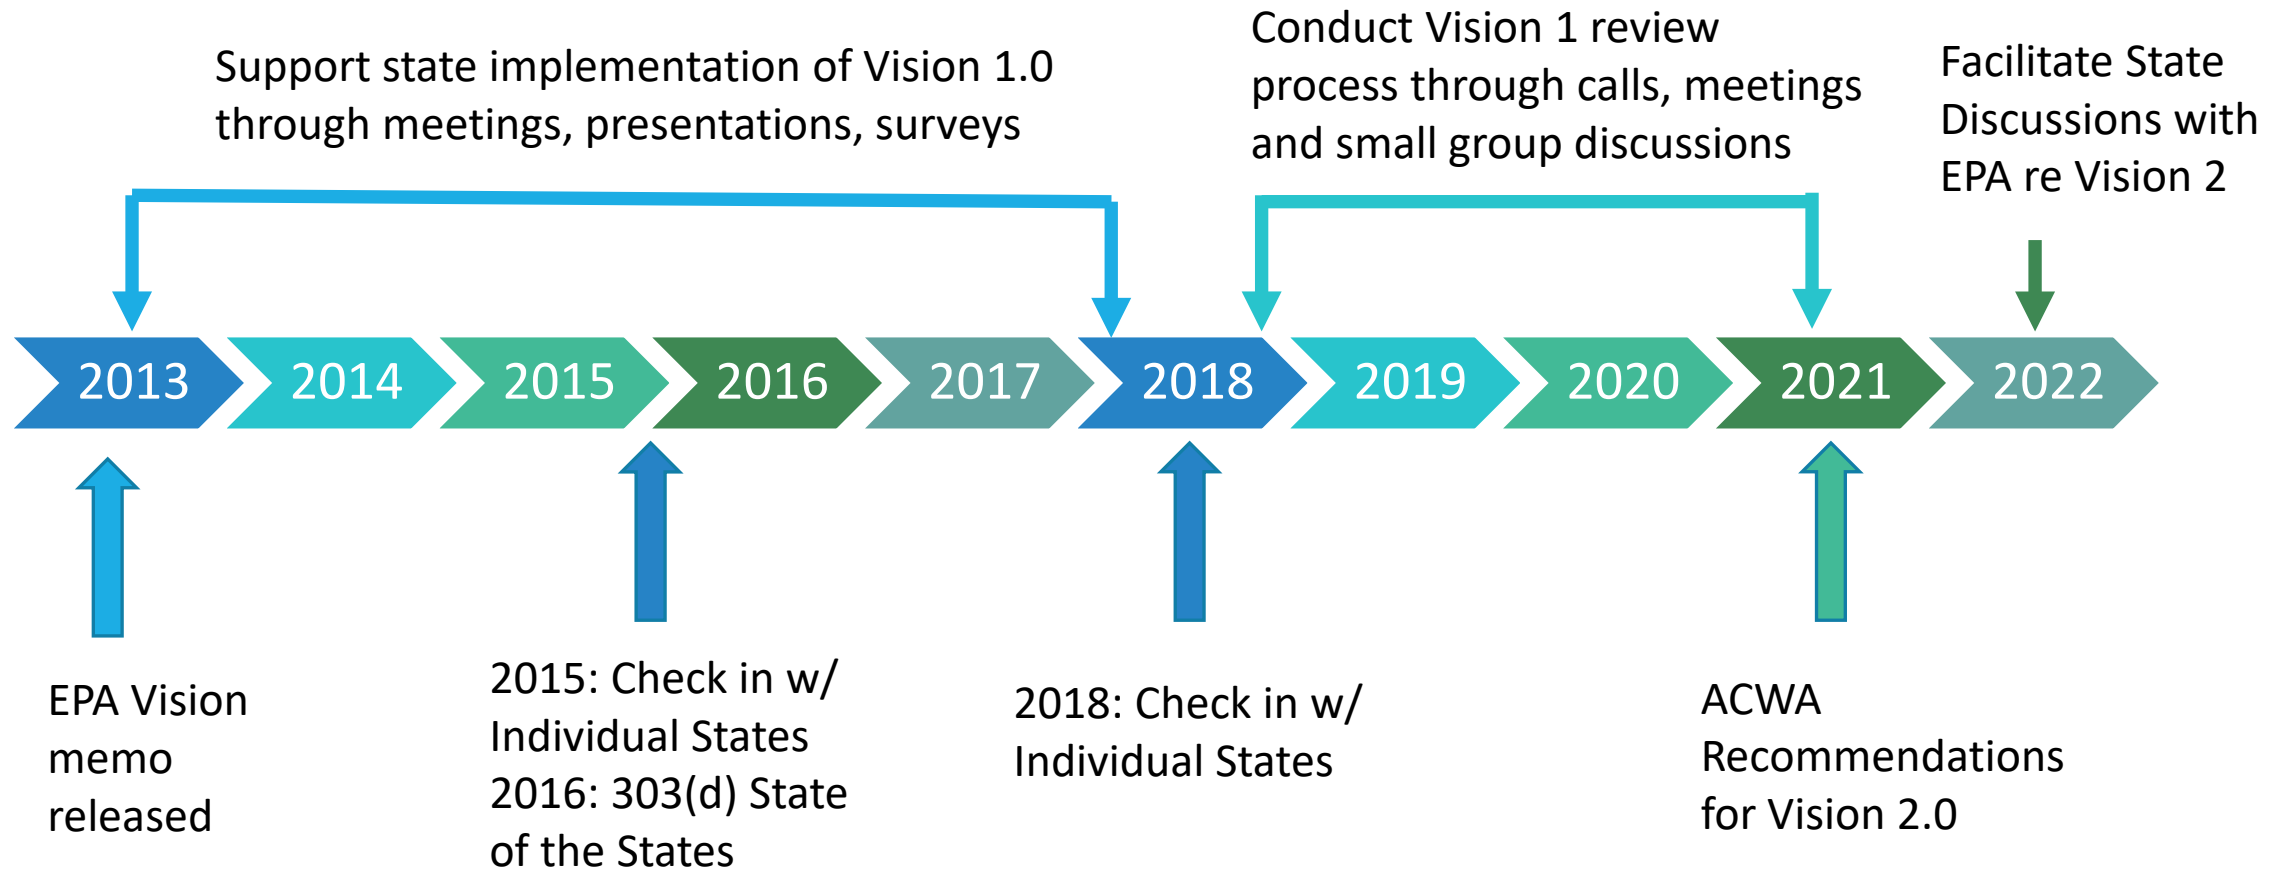 Support state implementation of Vision 1.0
through meetings, presentations, surveys
Conduct Vision 1 review
process through calls, meetings
and small group discussions
Facilitate State
Discussions with
EPA re Vision 2
2013
2014
2015
2016
2017
2018
2019
2020
2021
2022
EPA Vision
memo
released
2015: Check in w/
Individual States
2016: 303(d) State
of the States
2018: Check in w/
Individual States
ACWA
Recommendations
for Vision 2.0